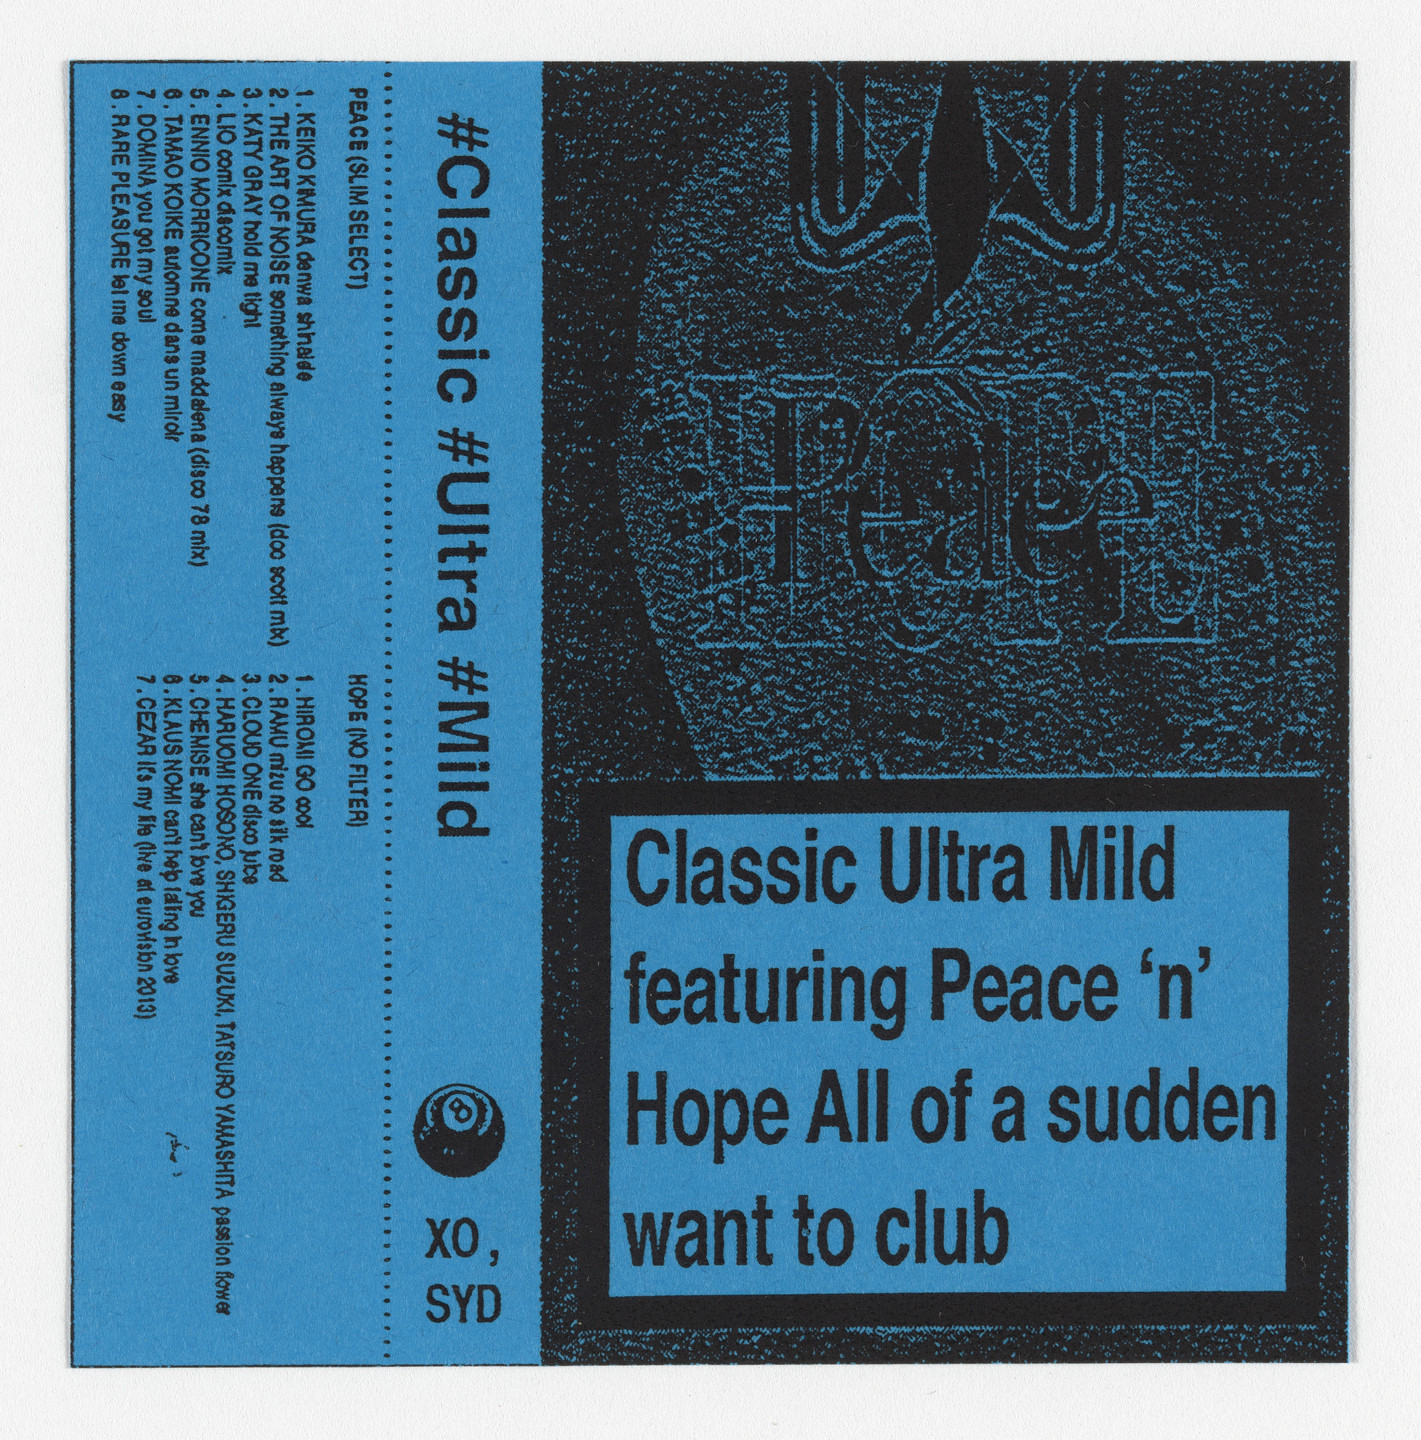 PEACE (SLIM SELECT)
1. KEIKO KIMURA denwa shinaide
2. THE ART OF NOISE something always happens (doc scott mix)
3. KATY GRAY hold me tight
4. LIO comix discomix
5. ENNIO MORRICONE come maddalena (disco 78 mix)
6. TAMAO KOIKE automne dans un miroir
7. DOMINA you got my soul
8. RARE PLEASURE let me down easy
HOPE (NO FILTER)
1. HIROMI GO cool
2. RAMU mizu no silk road
3. CLOUD ONE disco juice
4. HARUOMI HOSONO, SHIGERU SUZUKI, TATSURO YAMASHITA passion flower
5. CHEMISE she can't love you
6. KLAUS NOMI can't help falling in love
7. CEZAR it's my life (live at eurovision 2013)
#Classic #Ultra #Mild
8
XO,
SYD
HOPE
Peace
Classic Ultra Mild
featuring Peace ‘n’
Hope All of a sudden
want to club